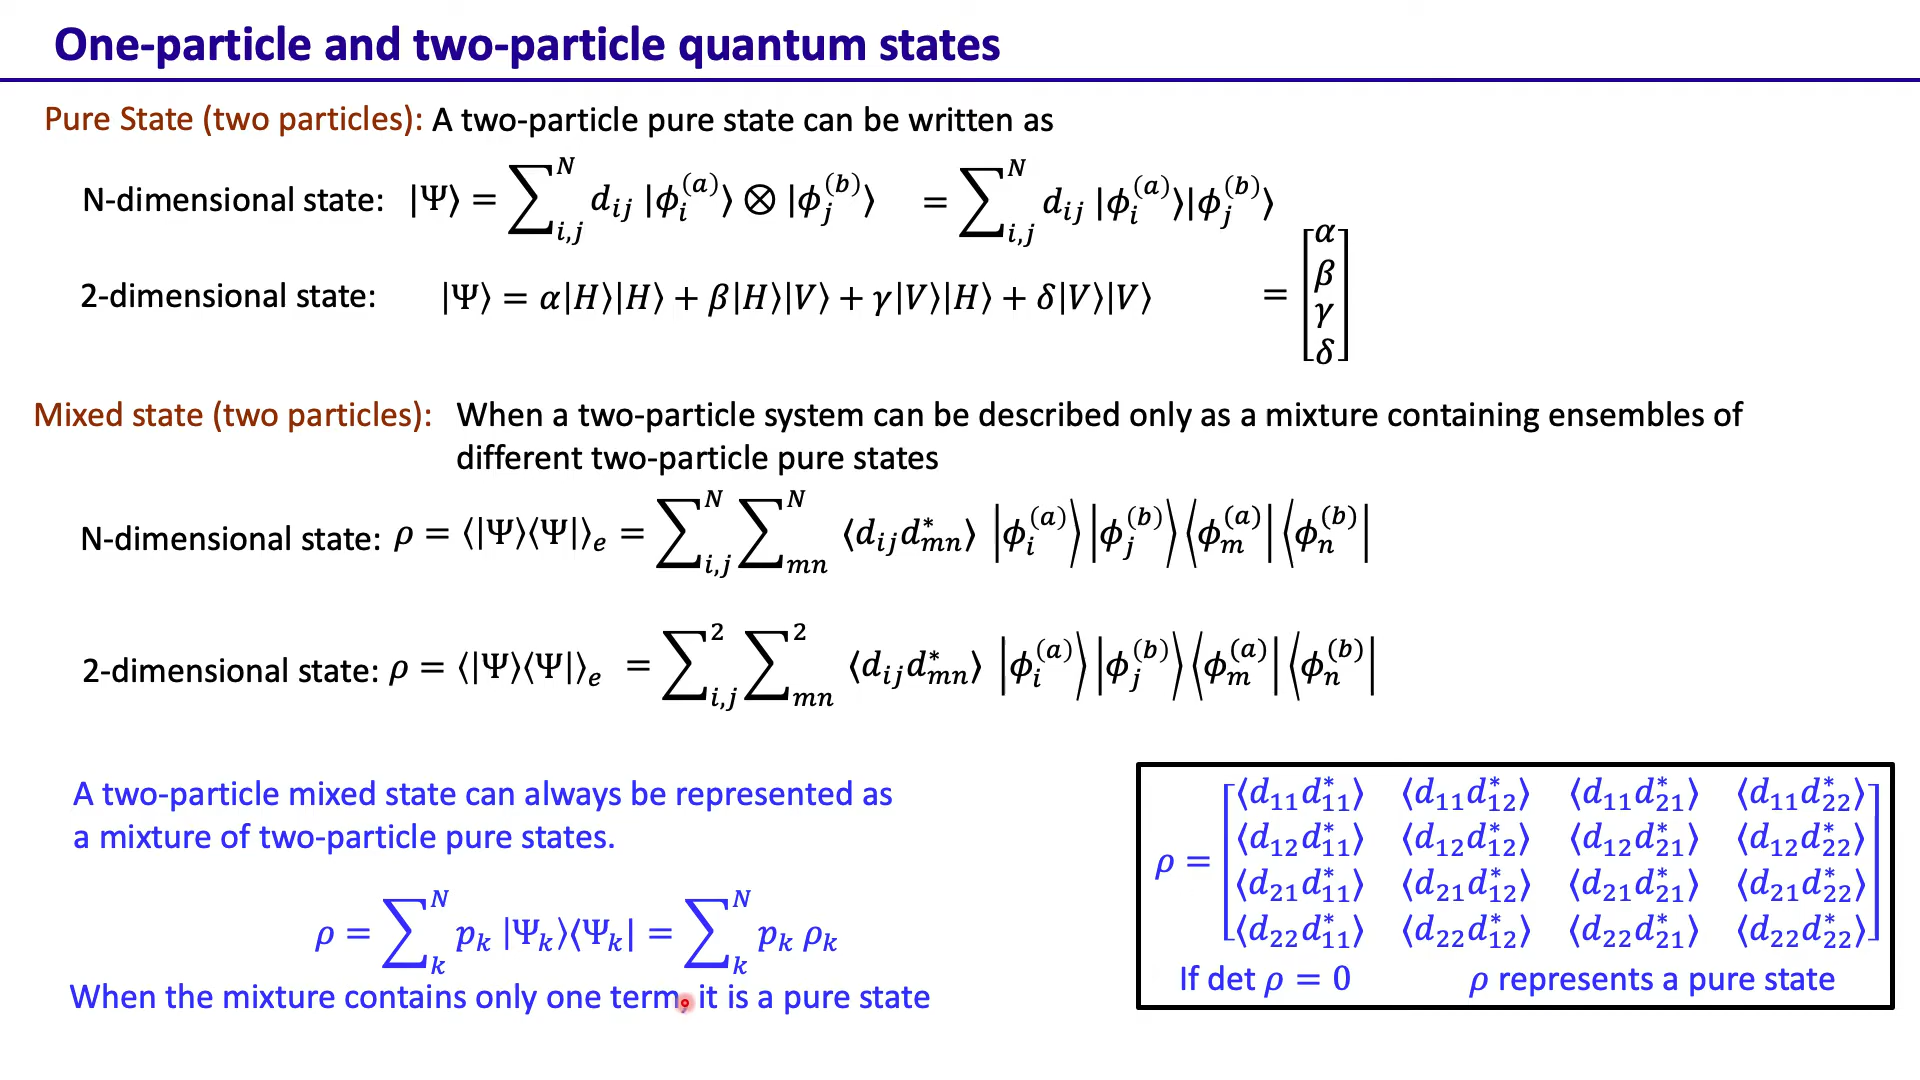 One-particle and two-particle quantum states
Pure State (two particles): A two-particle pure state can be written as
N-dimensional state: |Ψ⟩ = ∑_{i,j}^{N} d_{ij} |ϕ_i^{(a)}⟩ ⊗ |ϕ_j^{(b)}⟩ = ∑_{i,j}^{N} d_{ij} |ϕ_i^{(a)}⟩|ϕ_j^{(b)}⟩
2-dimensional state: |Ψ⟩ = α|H⟩|H⟩ + β|H⟩|V⟩ + γ|V⟩|H⟩ + δ|V⟩|V⟩ = [α β γ δ]
Mixed state (two particles): When a two-particle system can be described only as a mixture containing ensembles of
different two-particle pure states
N-dimensional state: ρ = ⟨|Ψ⟩⟨Ψ|⟩_e = ∑_{i,j}^{N} ∑_{mn}^{N} ⟨d_{ij}d_{mn}^*⟩ |ϕ_i^{(a)}⟩|ϕ_j^{(b)}⟩⟨ϕ_m^{(a)}|⟨ϕ_n^{(b)}|
2-dimensional state: ρ = ⟨|Ψ⟩⟨Ψ|⟩_e = ∑_{i,j}^{2} ∑_{mn}^{2} ⟨d_{ij}d_{mn}^*⟩ |ϕ_i^{(a)}⟩|ϕ_j^{(b)}⟩⟨ϕ_m^{(a)}|⟨ϕ_n^{(b)}|
A two-particle mixed state can always be represented as
a mixture of two-particle pure states.
ρ = ∑_k^N p_k |Ψ_k⟩⟨Ψ_k| = ∑_k^N p_k ρ_k
When the mixture contains only one term, it is a pure state
ρ =
⟨d_{11}d_{11}^*⟩ ⟨d_{11}d_{12}^*⟩ ⟨d_{11}d_{21}^*⟩ ⟨d_{11}d_{22}^*⟩
⟨d_{12}d_{11}^*⟩ ⟨d_{12}d_{12}^*⟩ ⟨d_{12}d_{21}^*⟩ ⟨d_{12}d_{22}^*⟩
⟨d_{21}d_{11}^*⟩ ⟨d_{21}d_{12}^*⟩ ⟨d_{21}d_{21}^*⟩ ⟨d_{21}d_{22}^*⟩
⟨d_{22}d_{11}^*⟩ ⟨d_{22}d_{12}^*⟩ ⟨d_{22}d_{21}^*⟩ ⟨d_{22}d_{22}^*⟩
If det ρ = 0 ρ represents a pure state